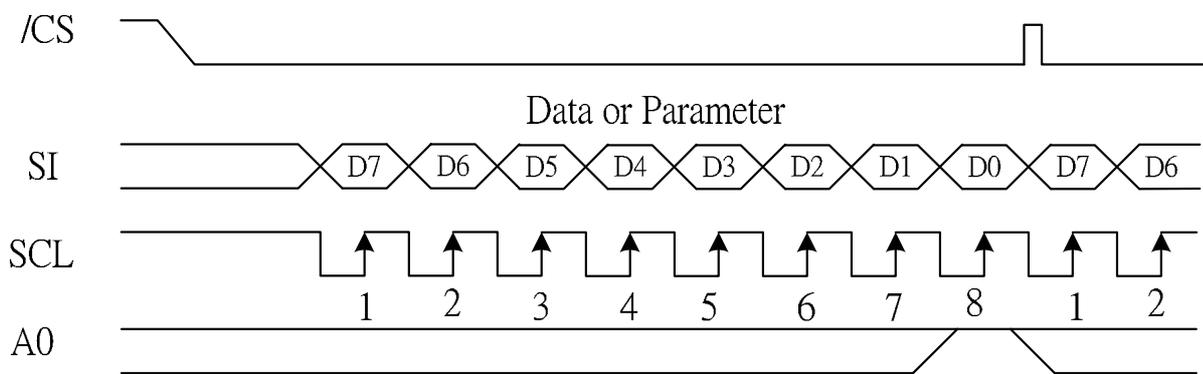 /CS
Data or Parameter
SI D7 D6 D5 D4 D3 D2 D1 D0 D7 D6
SCL
1 2 3 4 5 6 7 8 1 2
A0